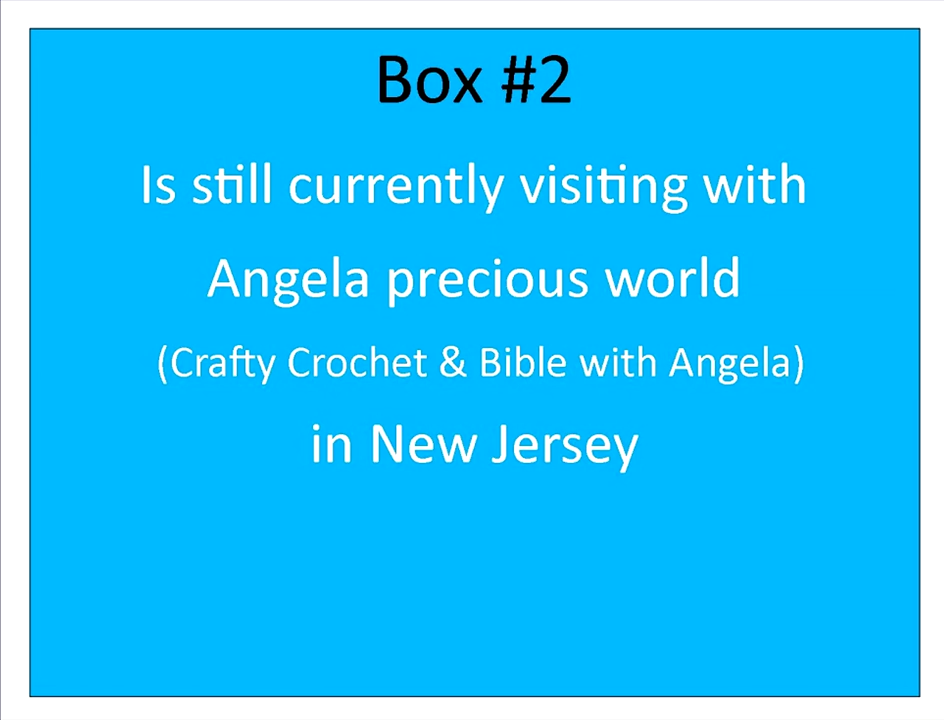 Box #2
Is still currently visiting with
Angela precious world
(Crafty Crochet & Bible with Angela)
in New Jersey